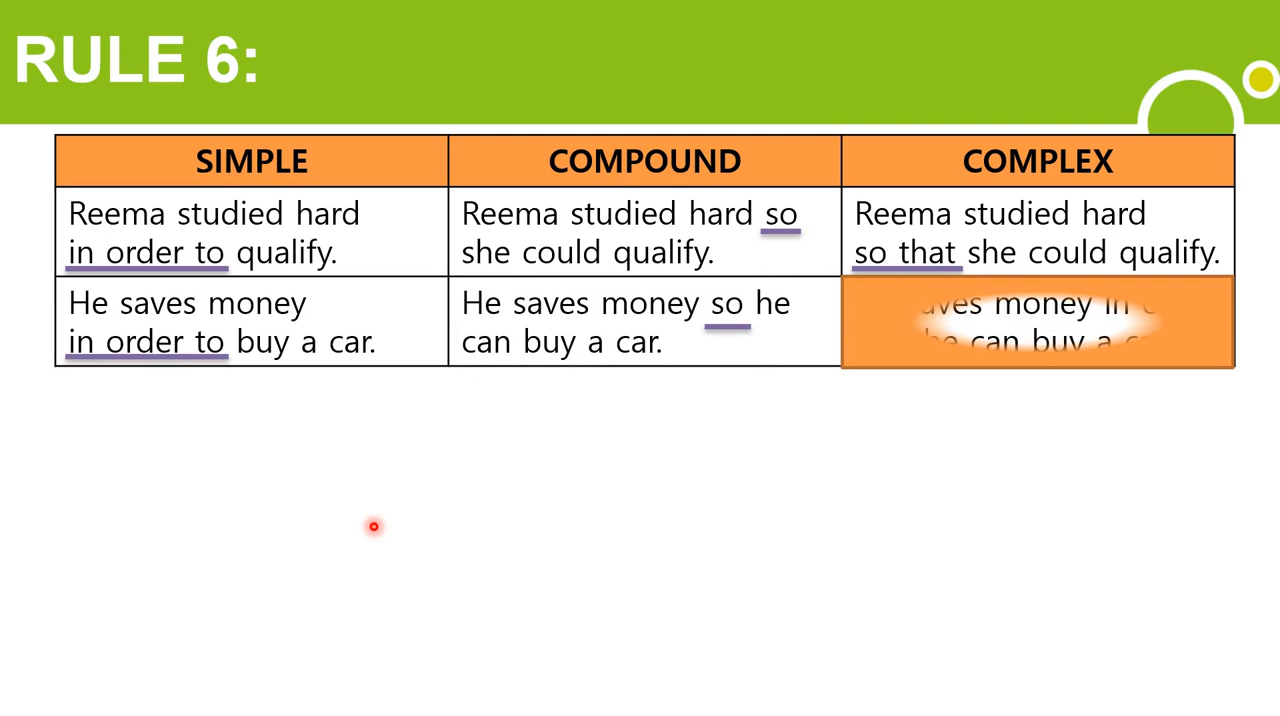 RULE 6:
SIMPLE COMPOUND COMPLEX
Reema studied hard
in order to qualify.
Reema studied hard so
she could qualify.
Reema studied hard
so that she could qualify.
He saves money
in order to buy a car.
He saves money so he
can buy a car.
money in
can buy a